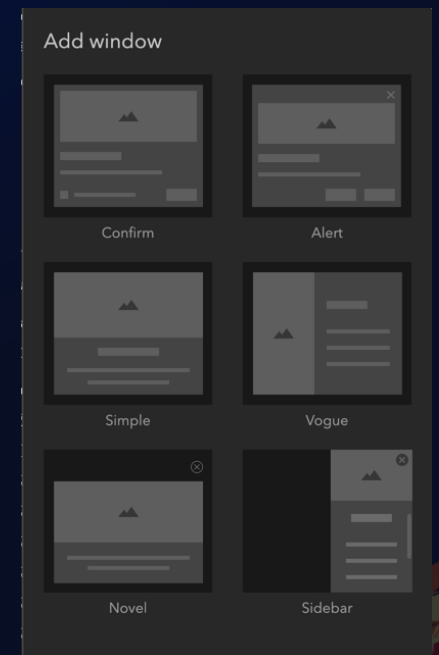 Add window
Confirm
Alert
Simple
Vogue
Novel
Sidebar